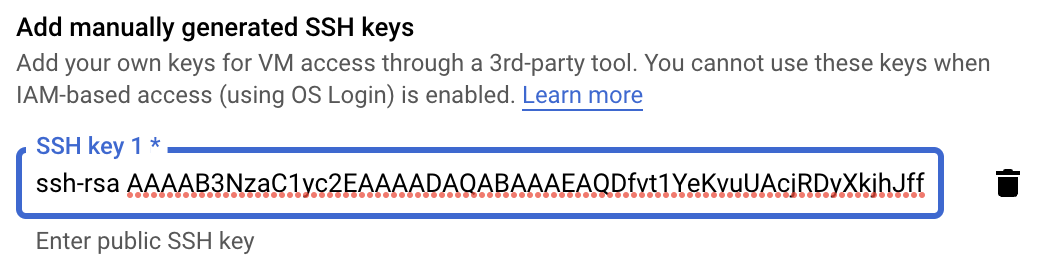 Add manually generated SSH keys
Add your own keys for VM access through a 3rd-party tool. You cannot use these keys when
IAM-based access (using OS Login) is enabled. Learn more
SSH key 1 *
ssh-rsa AAAAB3NzaC1yc2EAAAADAQABAAAEAQDfvt1YeKvuUAcjRDyXkjhJff
Enter public SSH key